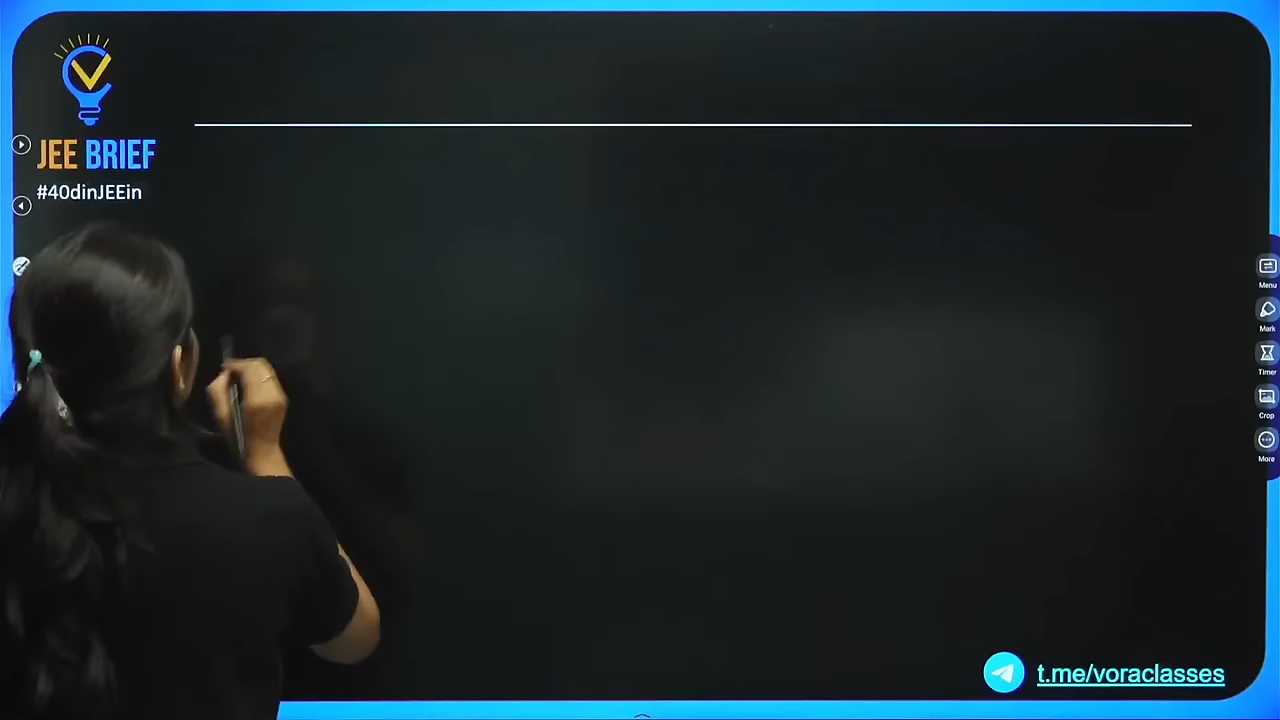 JEE BRIEF
#40dinJEEin
Menu
Mark
Timer
Crop
More
t.me/voraclasses